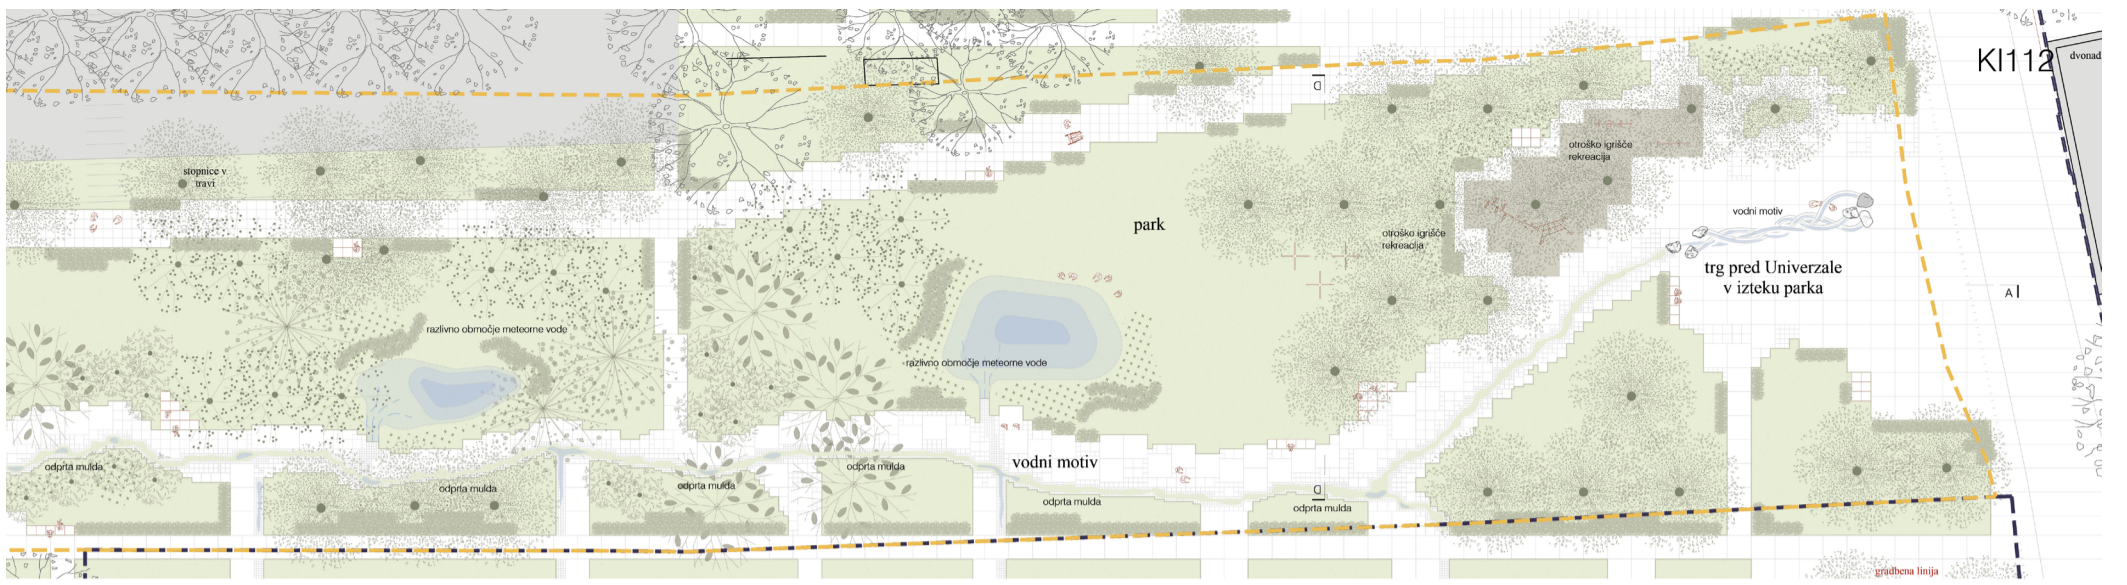 KI112
dvonad
otroško igrišče
rekreacija
stopnice v
travi
vodni motiv
park
otroško igrišče
rekreacija
trg pred Univerzale
v izteku parka
A
razlivno območje meteorne vode
razlivno območje meteorne vode
vodni motiv
odprta mulda
odprta mulda
odprta mulda
odprta mulda
odprta mulda
odprta mulda
D
D
gradbena linija